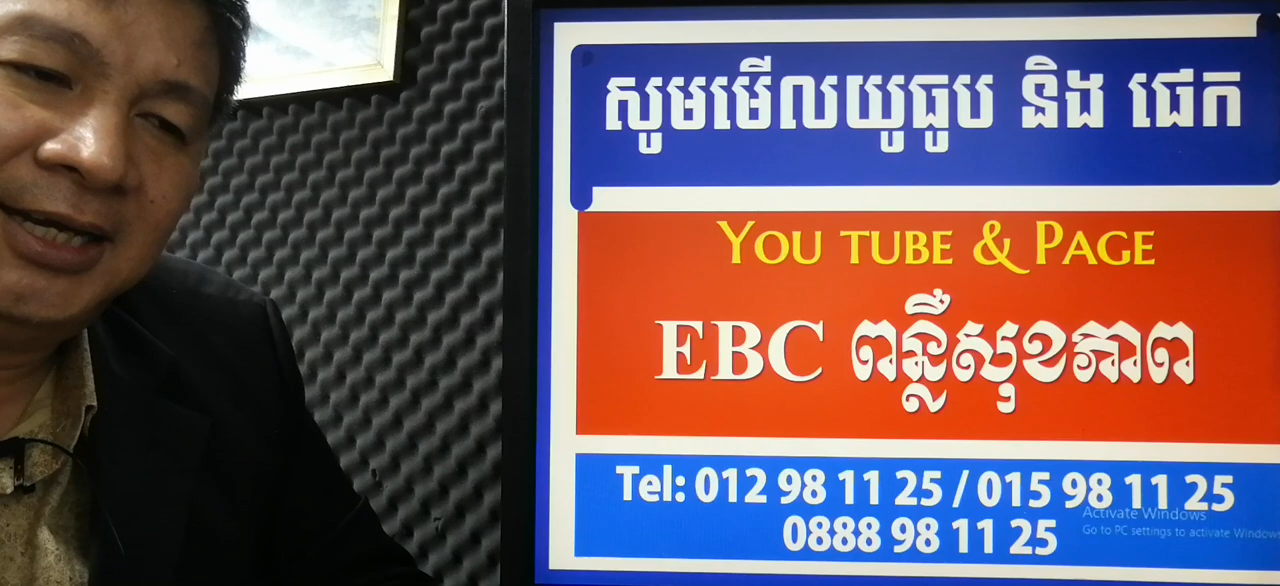 សូមមើលយូធូប និង ផេក
YOU TUBE & PAGE
EBC ពន្លឺសុខភាព
Tel: 012 98 11 25 / 015 98 11 25
0888 98 11 25
Activate Windows
Go to PC settings to activate Windows